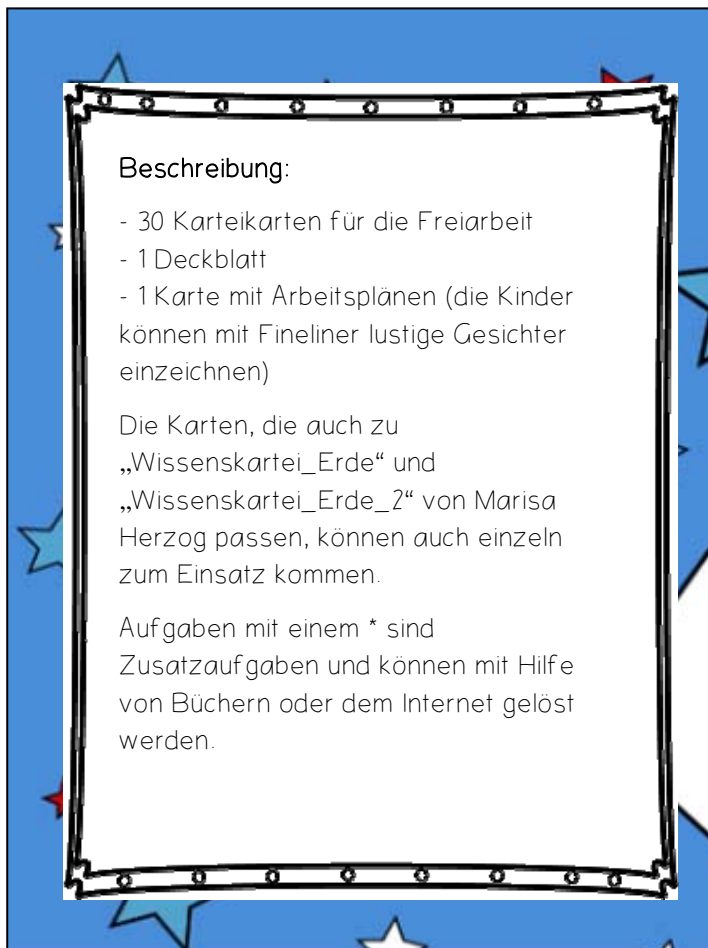 Beschreibung:
- 30 Karteikarten für die Freiarbeit
- 1 Deckblatt
- 1 Karte mit Arbeitsplänen (die Kinder
können mit Fineliner lustige Gesichter
einzeichnen)
Die Karten, die auch zu
„Wissenskartei_Erde“ und
„Wissenskartei_Erde_2“ von Marisa
Herzog passen, können auch einzeln
zum Einsatz kommen.
Aufgaben mit einem * sind
Zusatzaufgaben und können mit Hilfe
von Büchern oder dem Internet gelöst
werden.